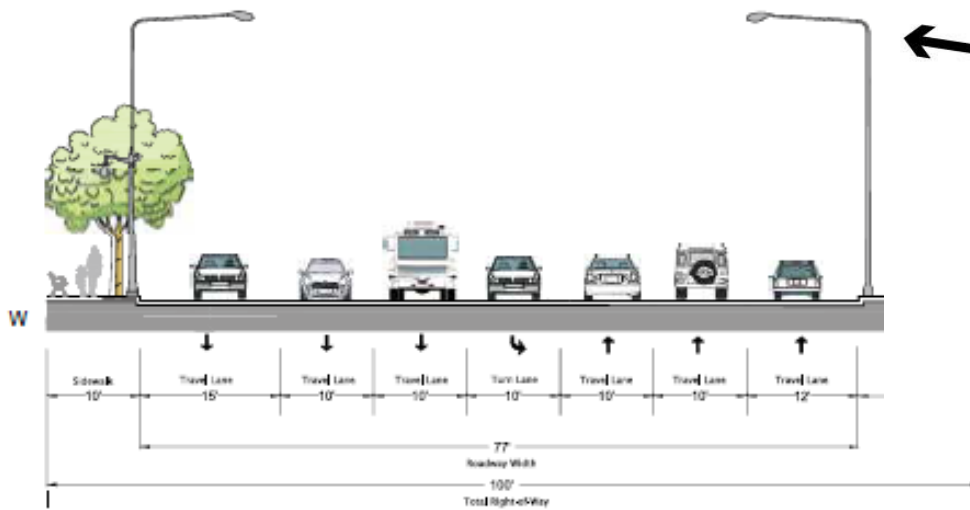 W
Sidewalk Travel Lane Travel Lane Travel Lane Turn Lane Travel Lane Travel Lane Travel Lane
10' 15' 10' 10' 10' 10' 10' 12'
77'
Roadway Width
100'
Total Right-of-Way